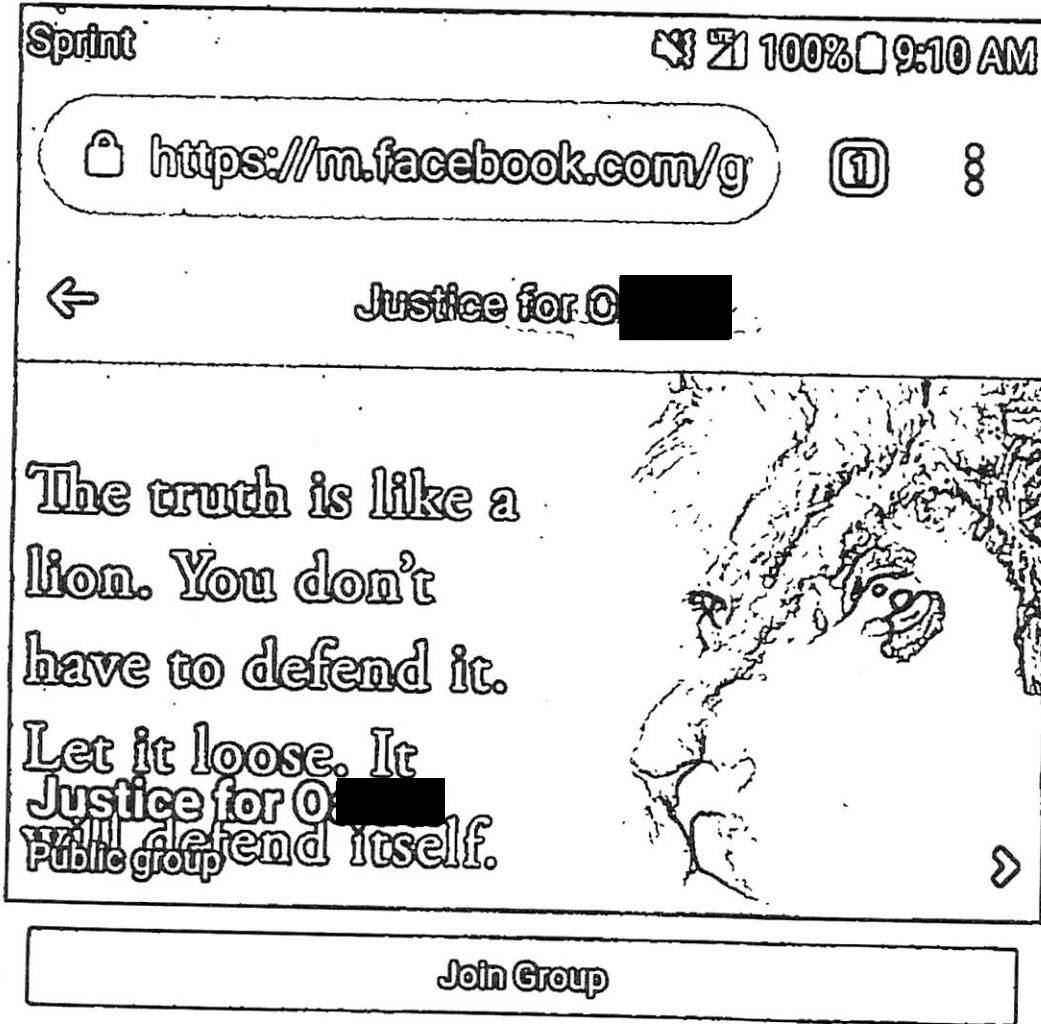 Sprint
100% 9:10 AM
https://m.facebook.com/g
1
Justice for O
The truth is like a
lion. You don't
have to defend it.
Let it loose. It
Justice for O
will defend itself.
Public group
Join Group